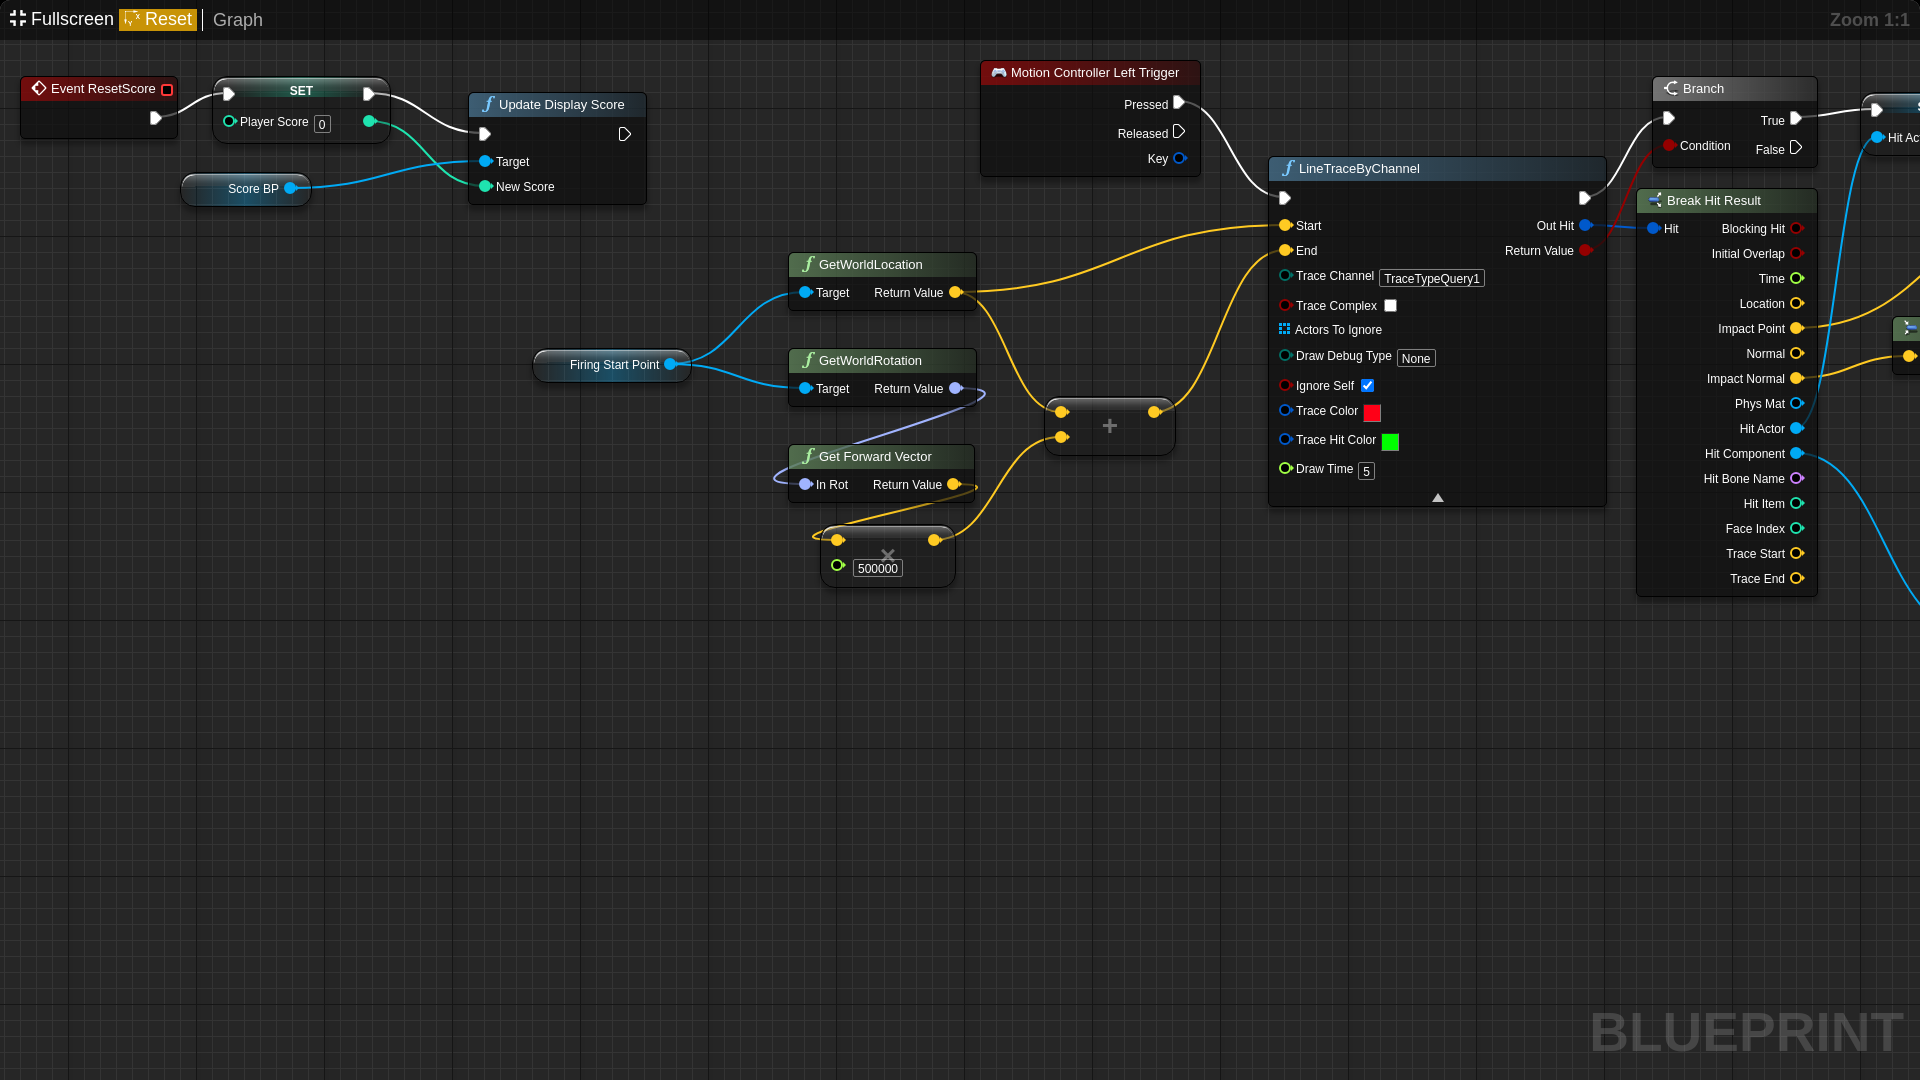 Fullscreen Reset Graph
Zoom 1:1
Event ResetScore
SET
Player Score 0
Score BP
Update Display Score
Target
New Score
Motion Controller Left Trigger
Pressed
Released
Key
Firing Start Point
GetWorldLocation
Target Return Value
GetWorldRotation
Target Return Value
Get Forward Vector
In Rot Return Value
500000
LineTraceByChannel
Start Out Hit
End Return Value
Trace Channel TraceTypeQuery1
Trace Complex
Actors To Ignore
Draw Debug Type None
Ignore Self
Trace Color
Trace Hit Color
Draw Time 5
Branch
True
Condition False
Break Hit Result
Hit Blocking Hit
Initial Overlap
Time
Location
Impact Point
Normal
Impact Normal
Phys Mat
Hit Actor
Hit Component
Hit Bone Name
Hit Item
Face Index
Trace Start
Trace End
Hit Ac
BLUEPRINT